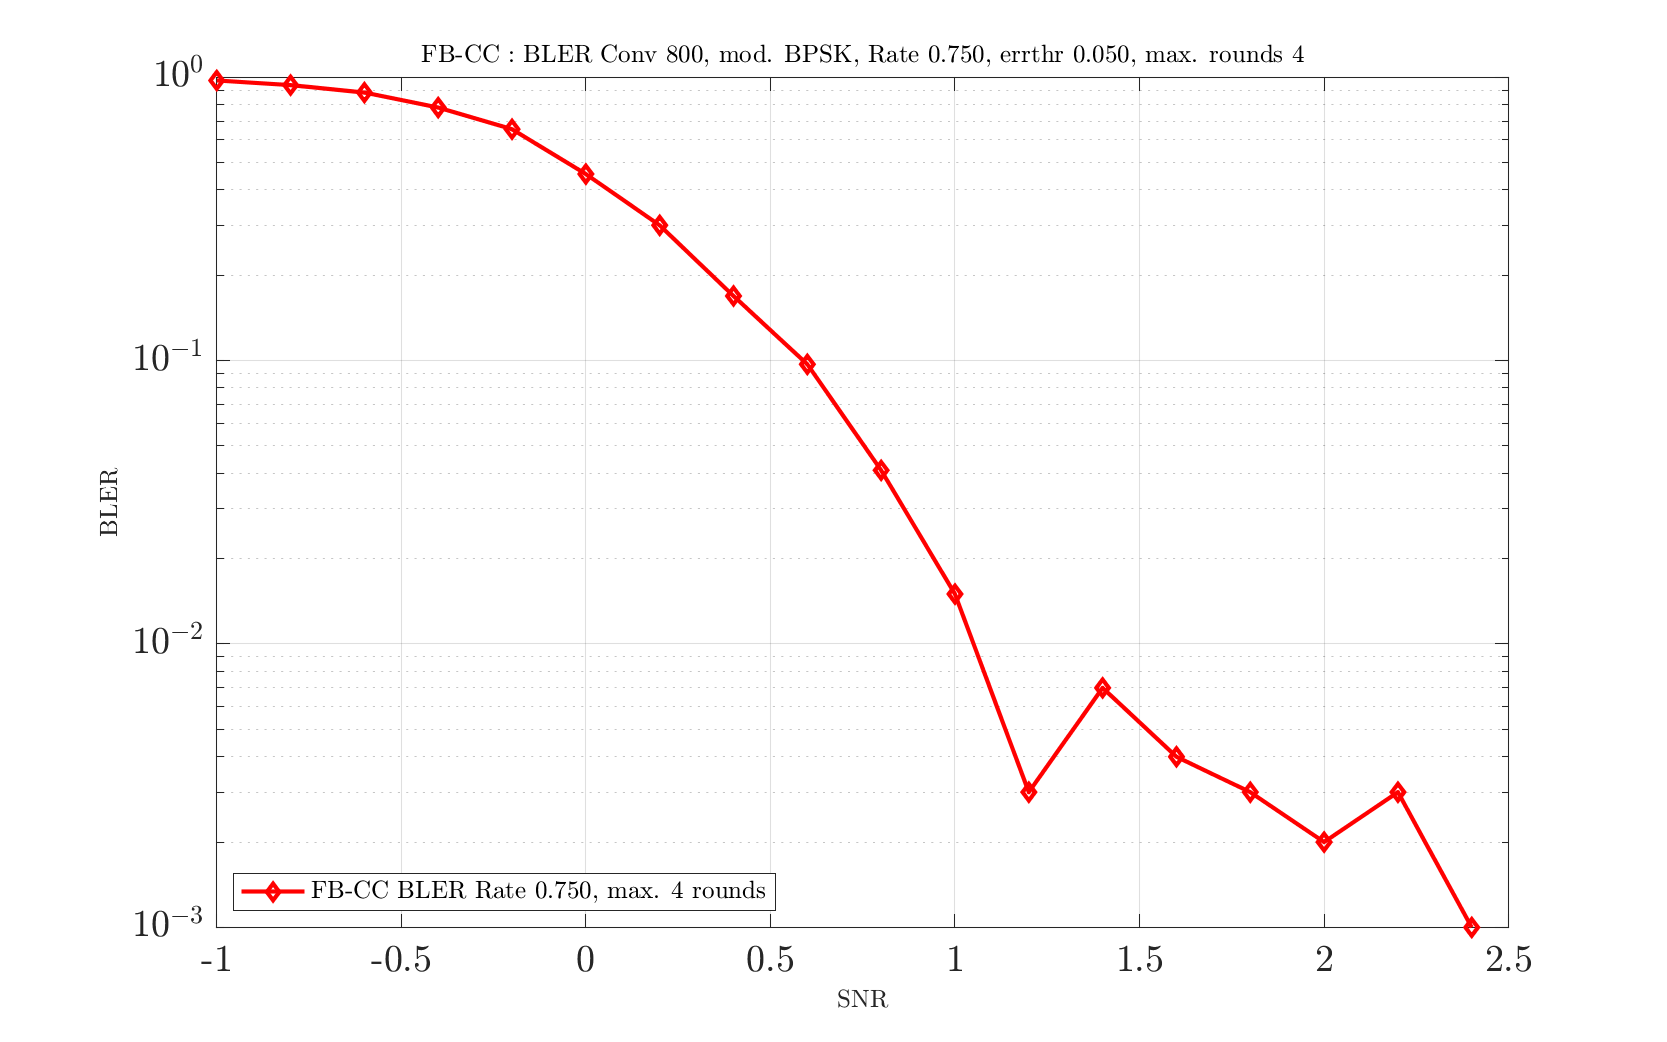 FB-CC : BLER Conv 800, mod. BPSK, Rate 0.750, errthr 0.050, max. rounds 4
10^0
10^-1
10^-2
10^-3
BLER
FB-CC BLER Rate 0.750, max. 4 rounds
-1 -0.5 0 0.5 1 1.5 2 2.5
SNR